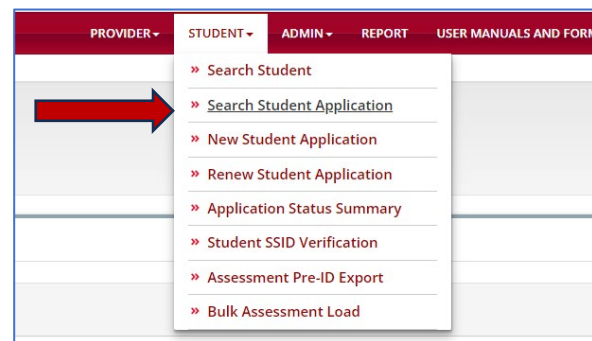 PROVIDER STUDENT ADMIN REPORT USER MANUALS AND FORM
» Search Student
» Search Student Application
» New Student Application
» Renew Student Application
» Application Status Summary
» Student SSID Verification
» Assessment Pre-ID Export
» Bulk Assessment Load